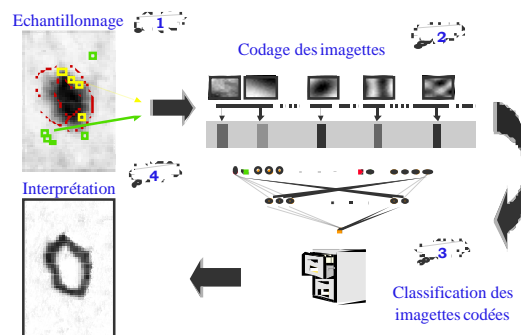 Echantillonnage
1
2
Codage des imagettes
4
Interprétation
3
Classification des
imagettes codées